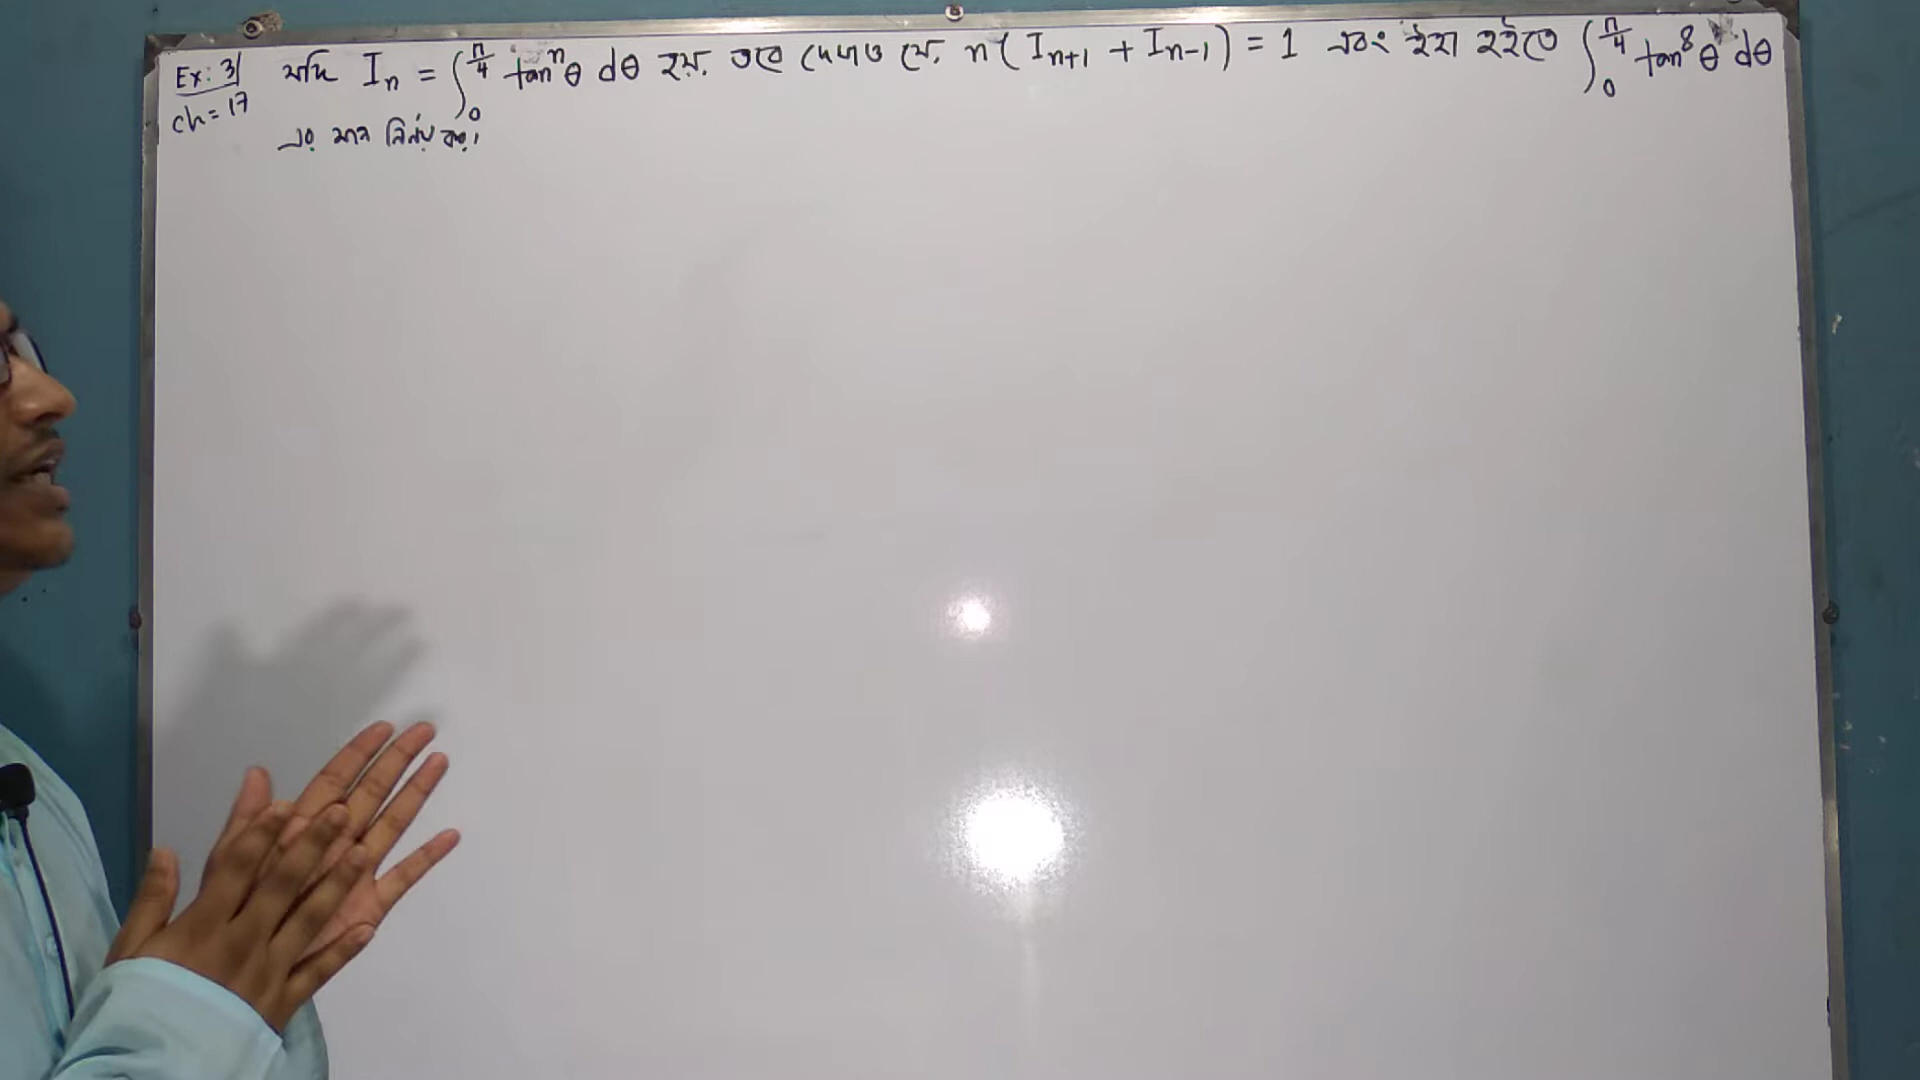 Ex: 3| যদি Iₙ = ∫₀^{π/4} tanⁿθ dθ হয়. তবে দেখাও যে. n(Iₙ₊₁ + Iₙ₋₁) = 1 এবং ইহা হইতে ∫₀^{π/4} tan⁸θ dθ
ch=17
এর মান নির্ণয় কর।